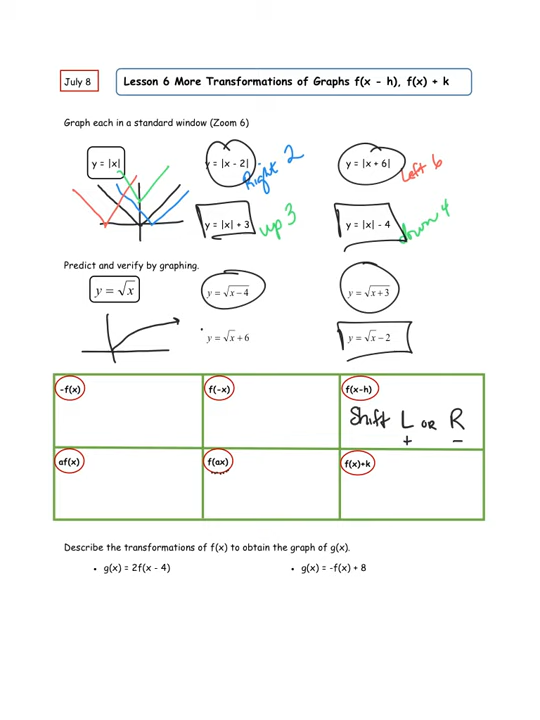 July 8
Lesson 6 More Transformations of Graphs f(x - h), f(x) + k
Graph each in a standard window (Zoom 6)
y = |x|
y = |x - 2|
Right 2
y = |x + 6|
Left 6
y = |x| + 3
up 3
y = |x| - 4
down 4
Predict and verify by graphing.
y = √x
y = √x − 4
y = √x + 3
y = √x + 6
y = √x − 2
-f(x)
f(-x)
f(x-h)
Shift L OR R
+ −
af(x)
f(ax)
f(x)+k
Describe the transformations of f(x) to obtain the graph of g(x).
• g(x) = 2f(x - 4)
• g(x) = -f(x) + 8